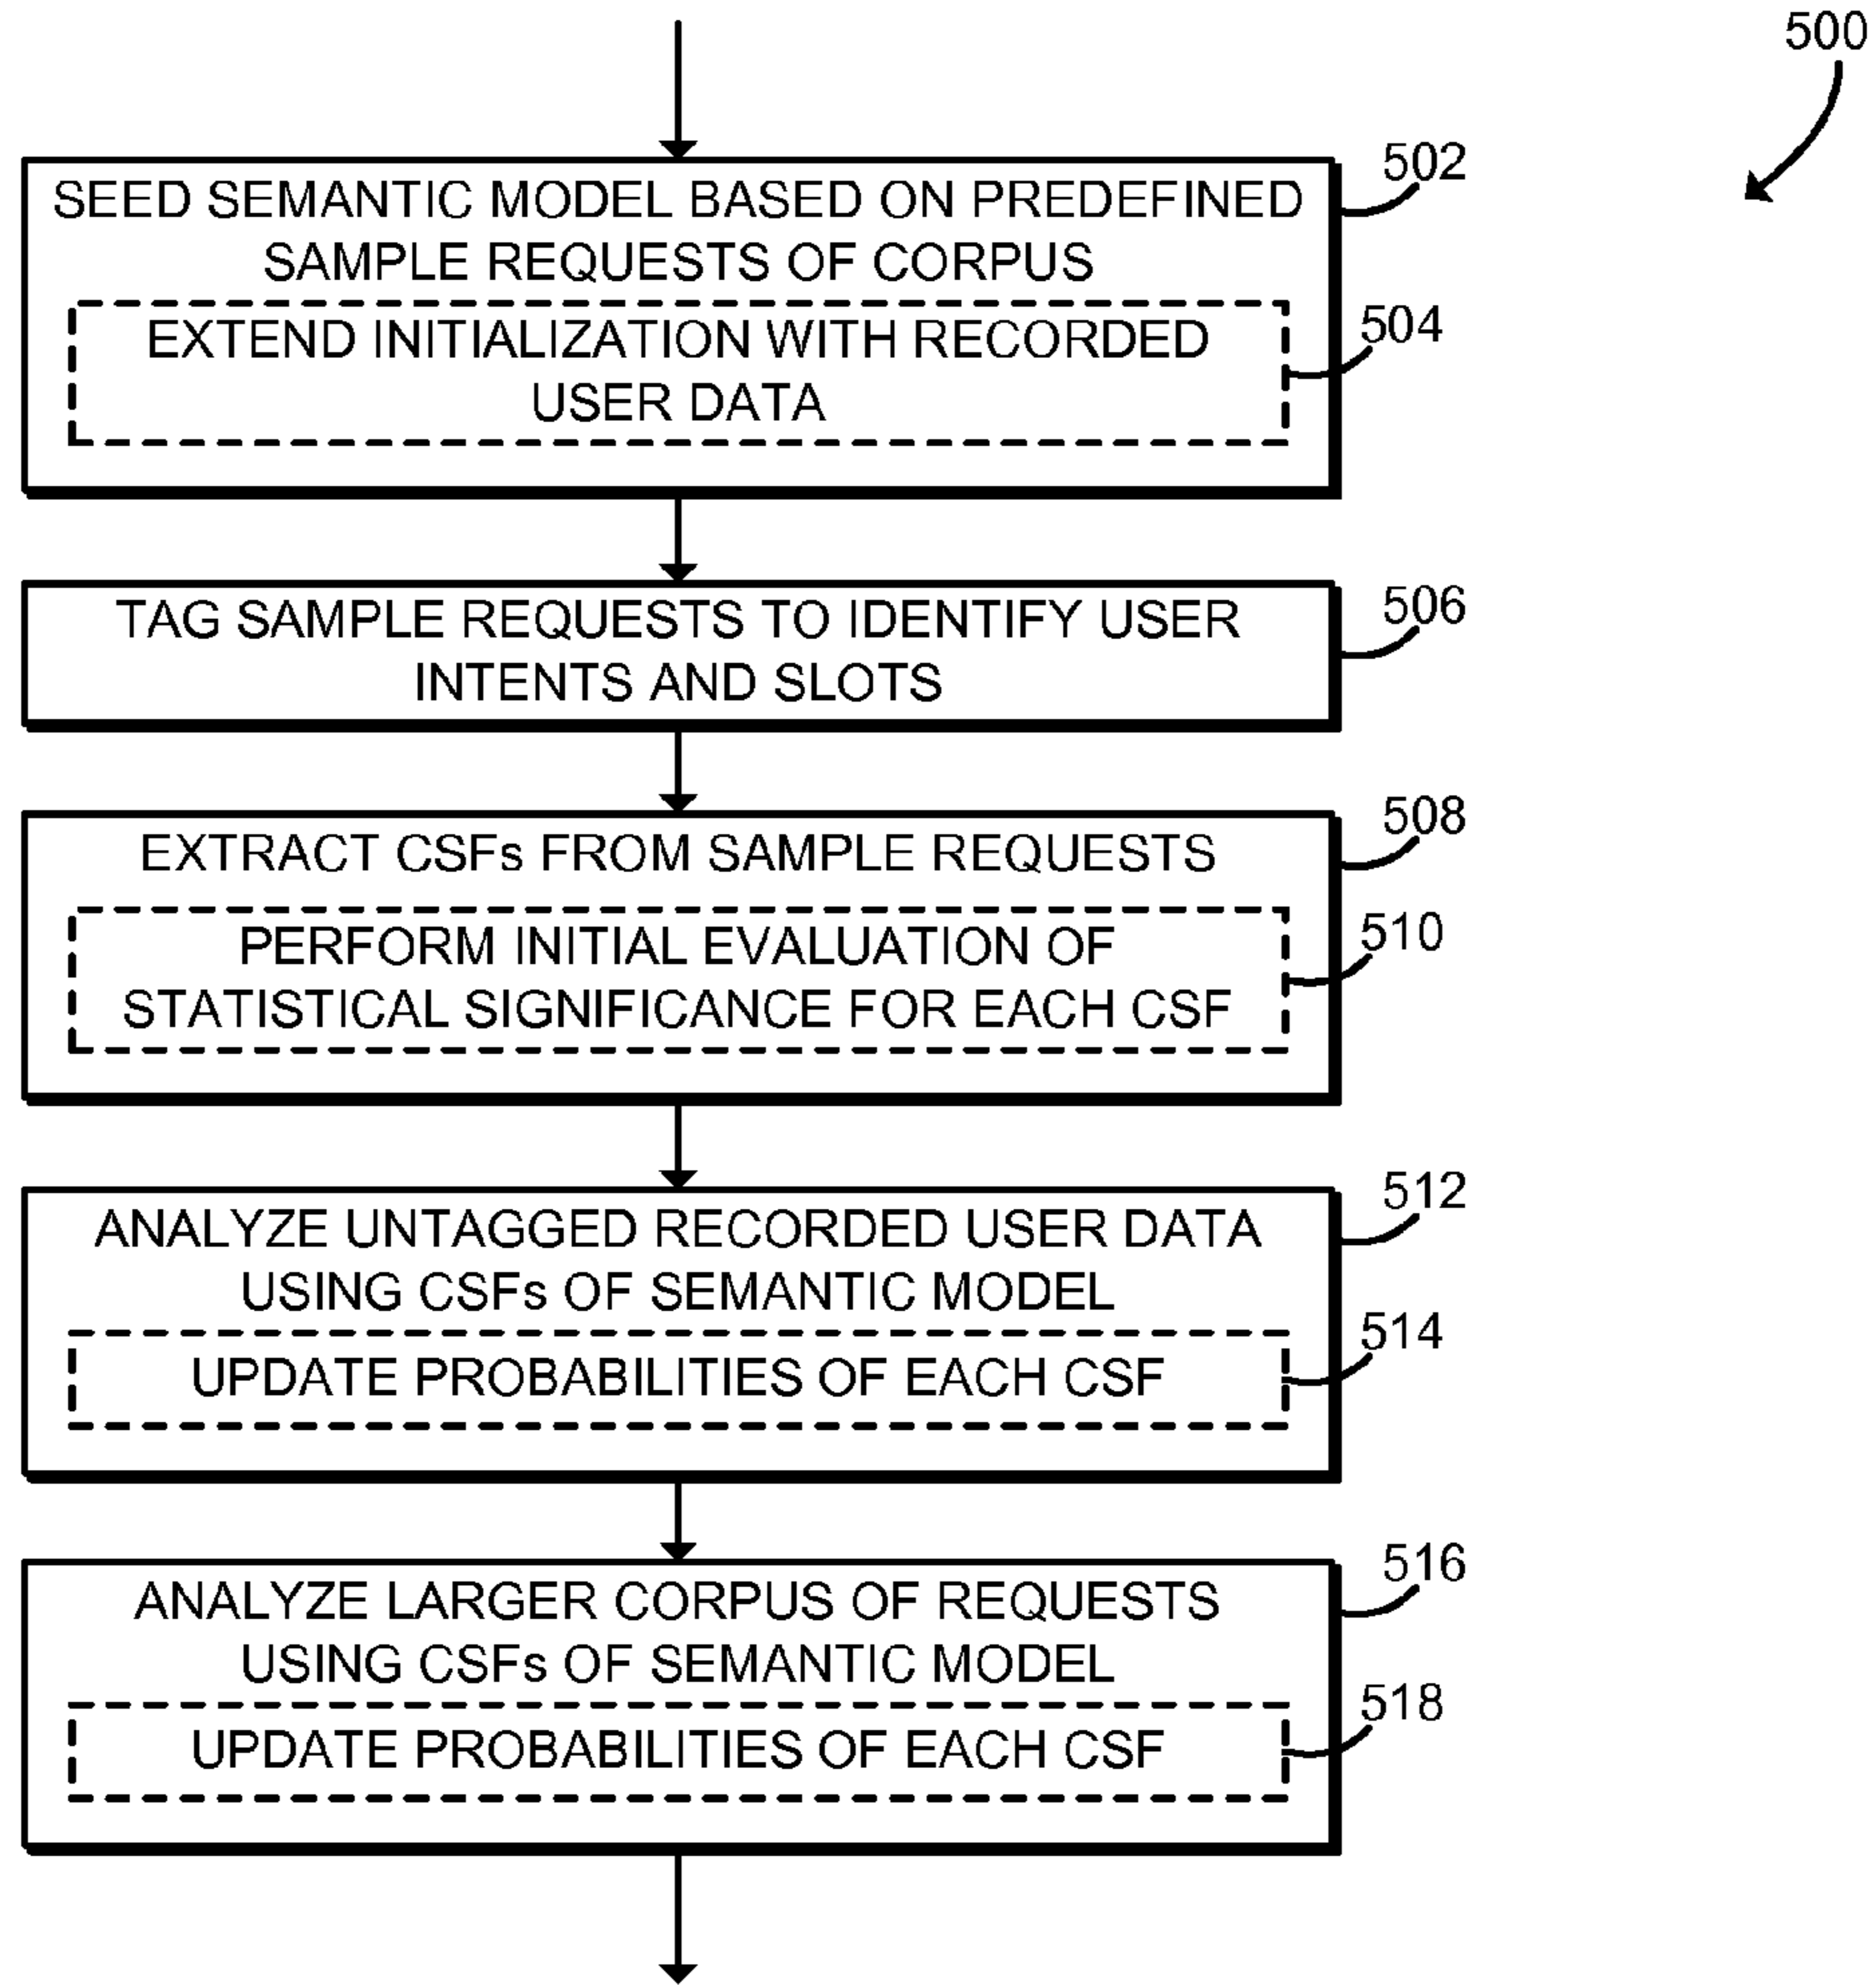 500
502
SEED SEMANTIC MODEL BASED ON PREDEFINED
SAMPLE REQUESTS OF CORPUS
504
EXTEND INITIALIZATION WITH RECORDED
USER DATA
506
TAG SAMPLE REQUESTS TO IDENTIFY USER
INTENTS AND SLOTS
508
EXTRACT CSFs FROM SAMPLE REQUESTS
510
PERFORM INITIAL EVALUATION OF
STATISTICAL SIGNIFICANCE FOR EACH CSF
512
ANALYZE UNTAGGED RECORDED USER DATA
USING CSFs OF SEMANTIC MODEL
514
UPDATE PROBABILITIES OF EACH CSF
516
ANALYZE LARGER CORPUS OF REQUESTS
USING CSFs OF SEMANTIC MODEL
518
UPDATE PROBABILITIES OF EACH CSF